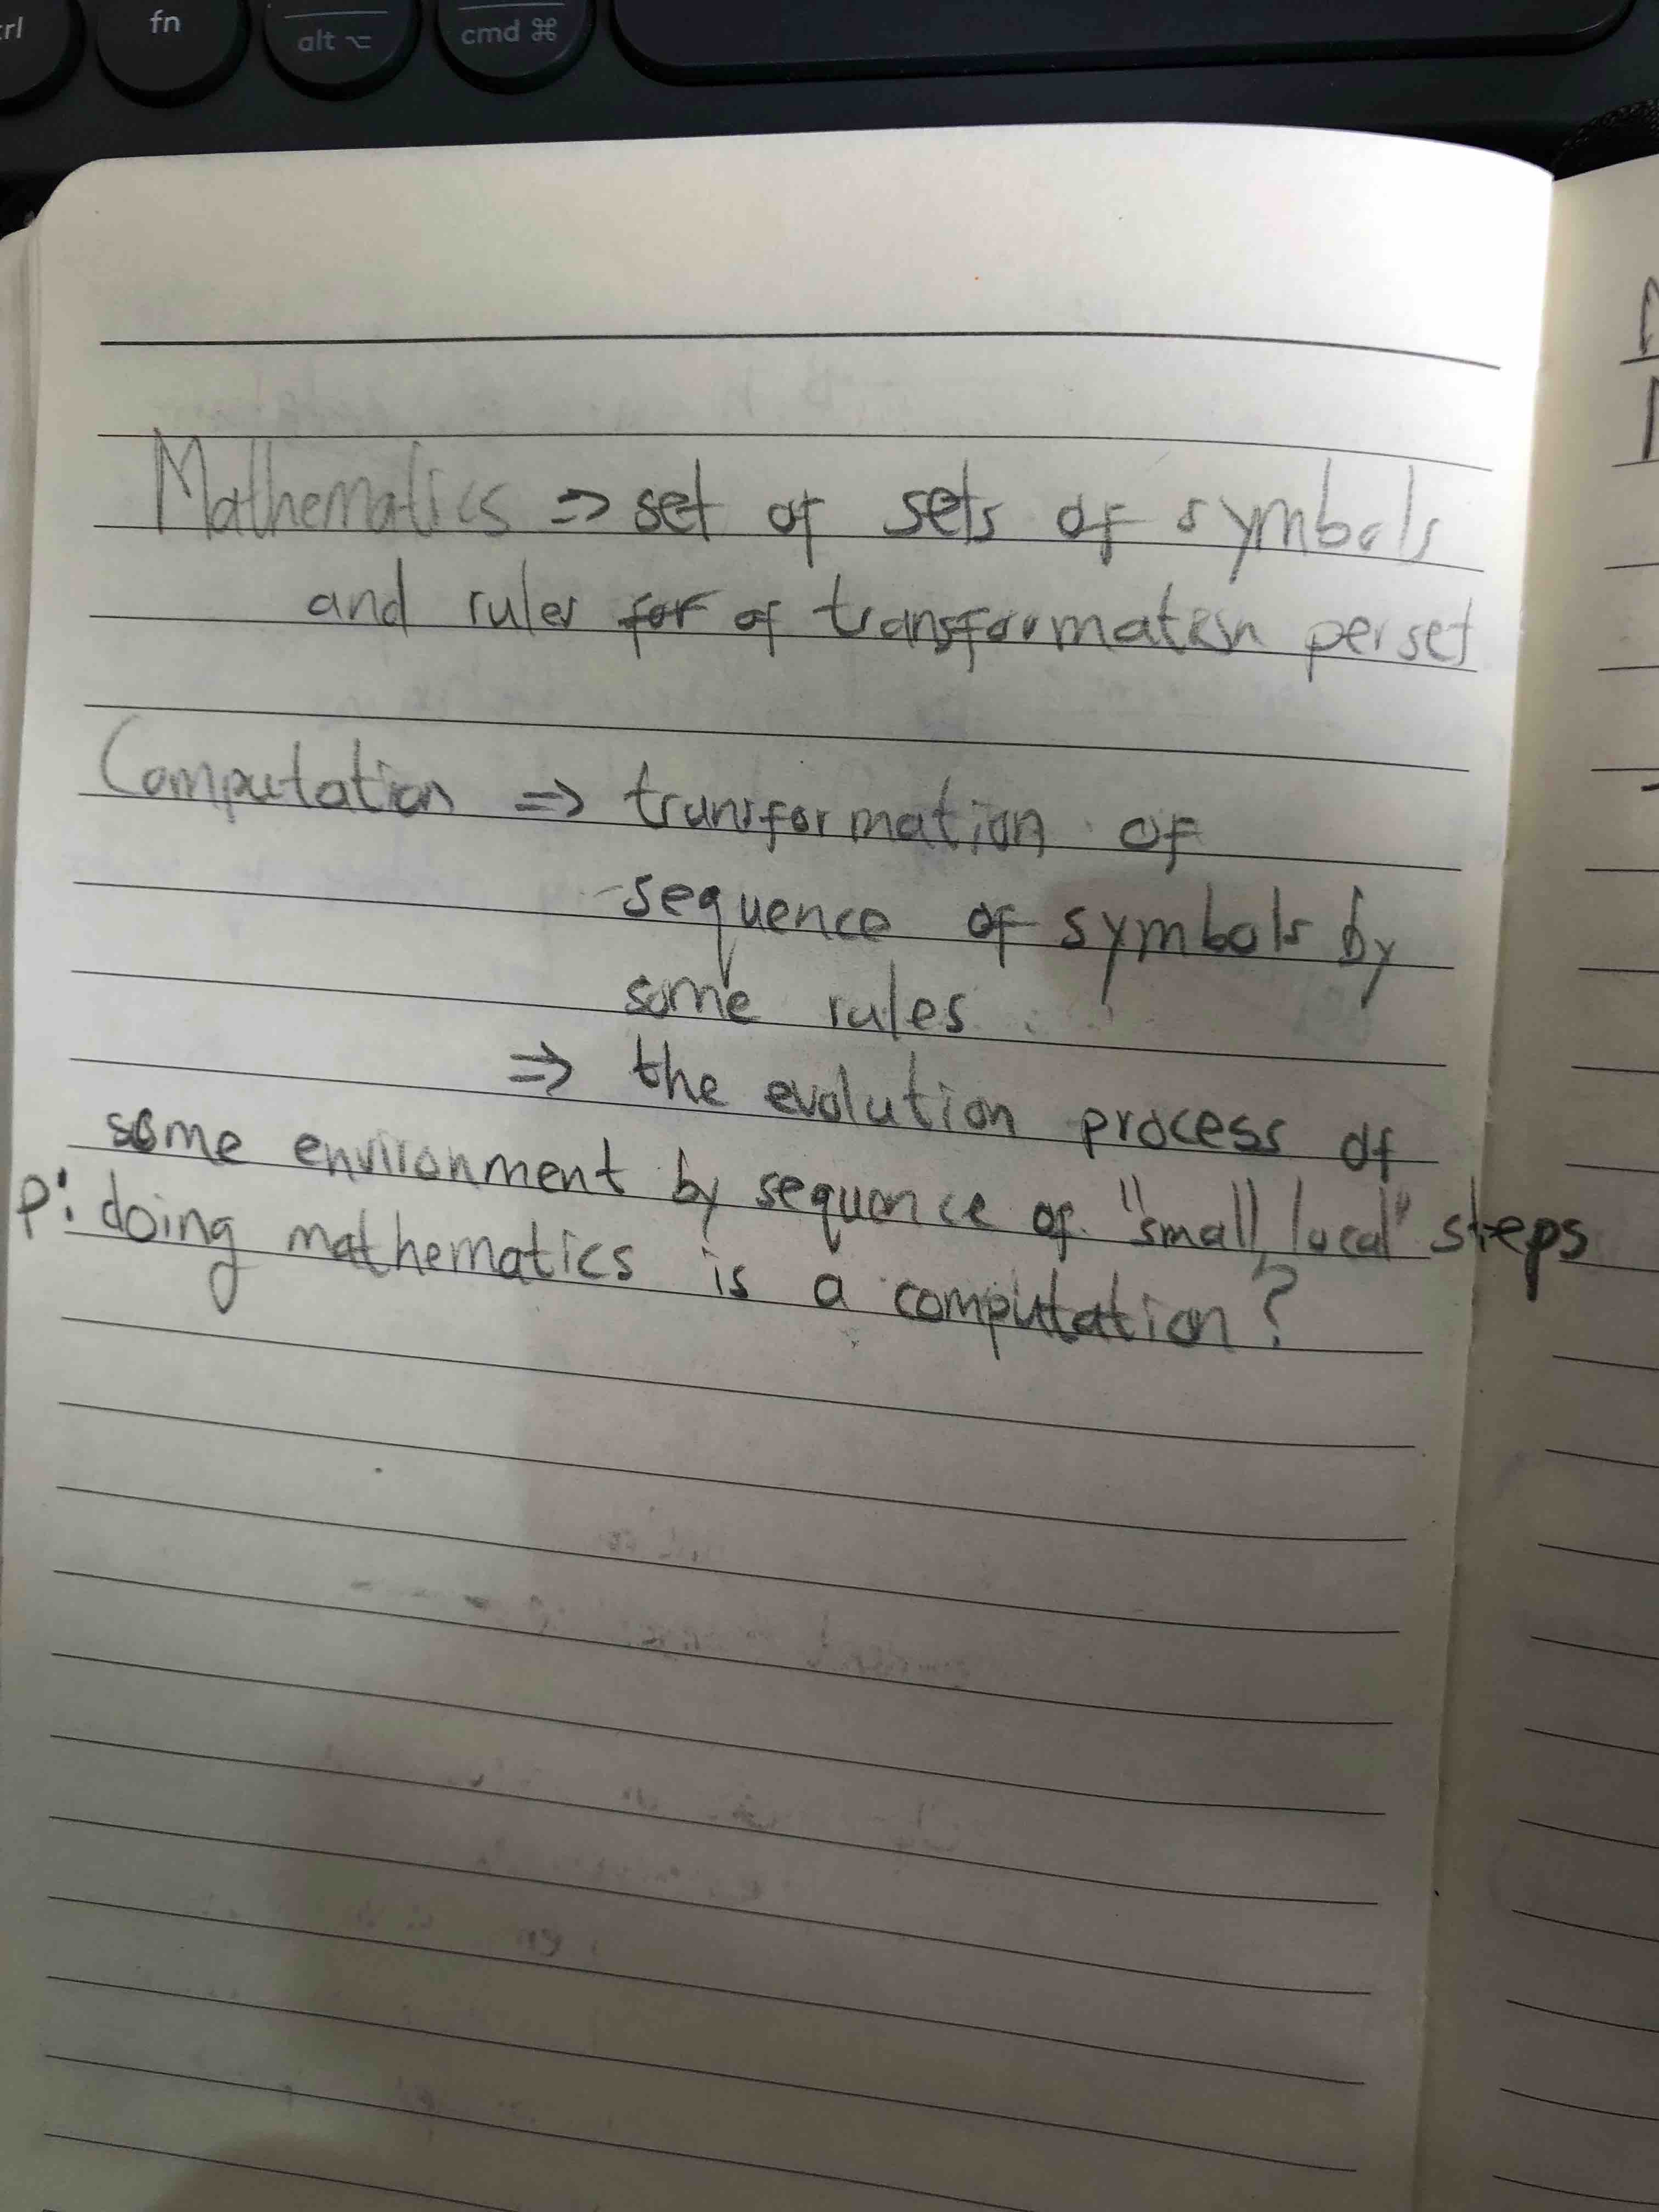 rl
fn
alt ⌥
cmd ⌘
Mathematics => set of sets of symbols
and rules for of transformation per set
Computation => transformation of
sequence of symbols by
some rules.
=> the evolution process of
some environment by sequence of "small, local" steps
P: doing mathematics is a computation?